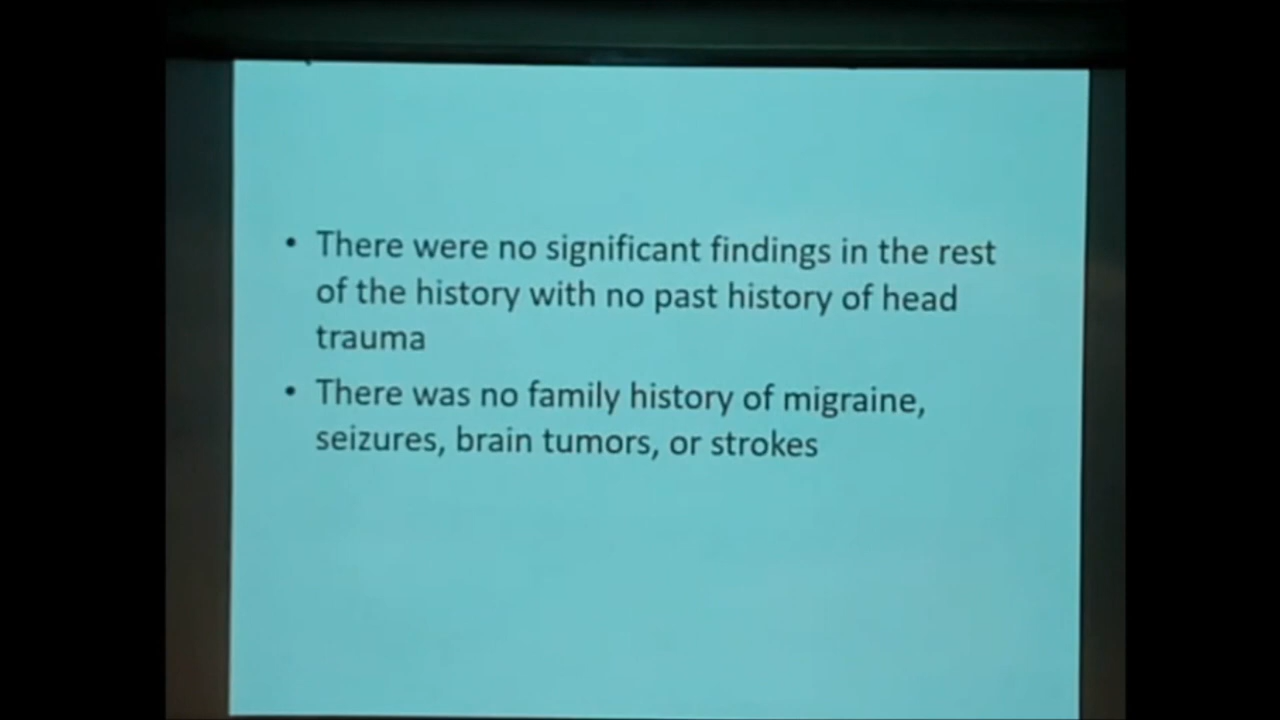 • There were no significant findings in the rest
of the history with no past history of head
trauma
• There was no family history of migraine,
seizures, brain tumors, or strokes